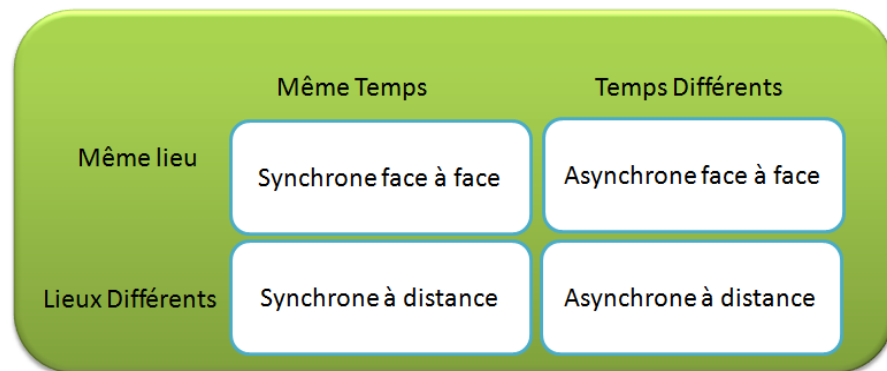 Même Temps Temps Différents
Même lieu Synchrone face à face Asynchrone face à face
Lieux Différents Synchrone à distance Asynchrone à distance